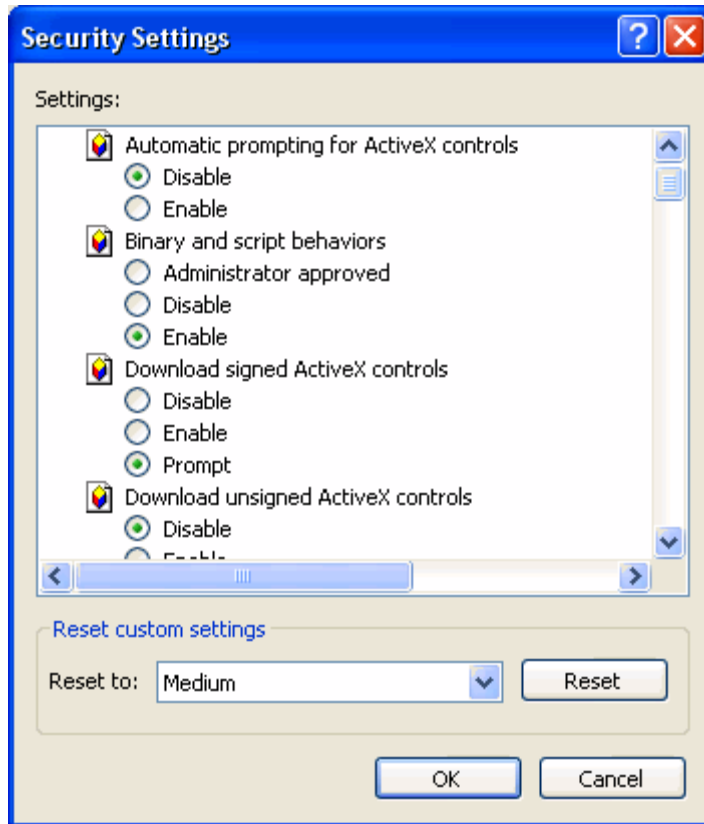 Security Settings
Settings:
Automatic prompting for ActiveX controls
Disable
Enable
Binary and script behaviors
Administrator approved
Disable
Enable
Download signed ActiveX controls
Disable
Enable
Prompt
Download unsigned ActiveX controls
Disable
Enable
Reset custom settings
Reset to: Medium Reset
OK Cancel